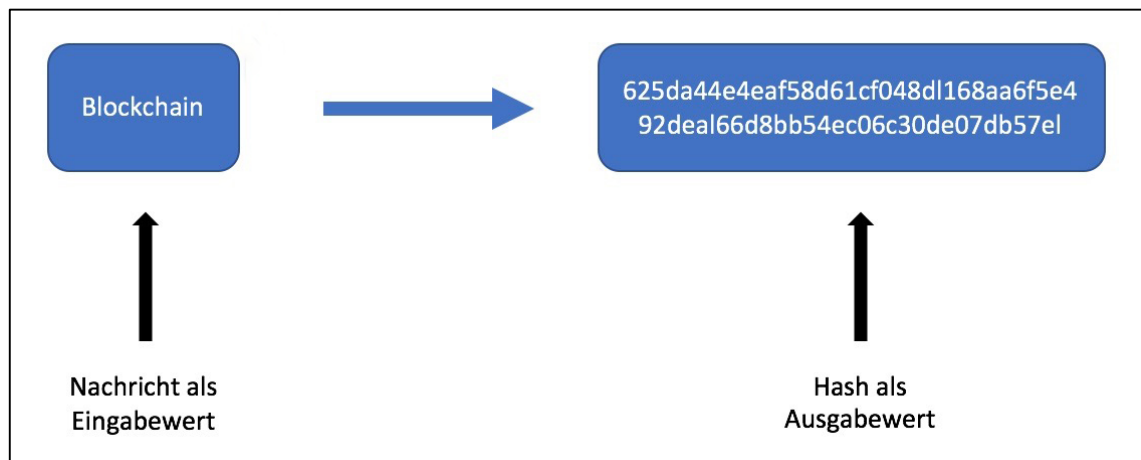 Blockchain
625da44e4eaf58d61cf048dl168aa6f5e4
92deal66d8bb54ec06c30de07db57el
Nachricht als
Eingabewert
Hash als
Ausgabewert